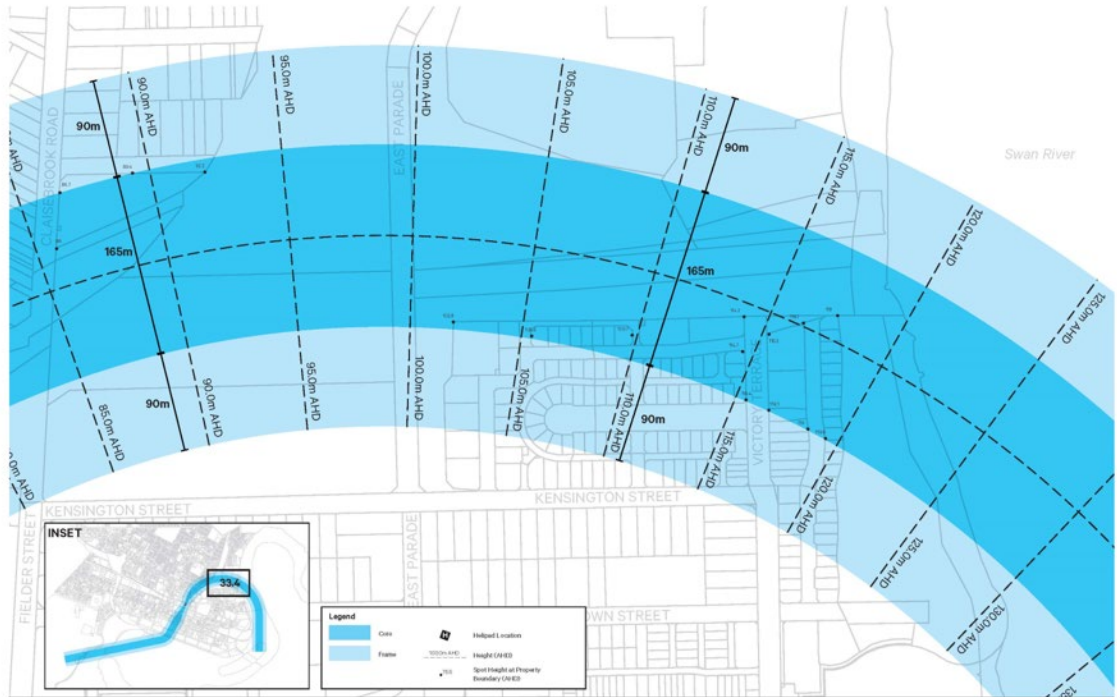 90.0m AHD
95.0m AHD
100.0m AHD
105.0m AHD
110.0m AHD
115.0m AHD
120.0m AHD
125.0m AHD
90m
90m
CLAISEBROOK ROAD
EAST PARADE
Swan River
165m
165m
85.0m AHD
90.0m AHD
95.0m AHD
100.0m AHD
105.0m AHD
110.0m AHD
115.0m AHD
120.0m AHD
125.0m AHD
130.0m AHD
90m
90m
VICTORY TERRACE
KENSINGTON STREET
KENSINGTON STREET
FIELDER STREET
EAST PARADE
INSET
33.4
Legend
Core
Frame
H
Helipad Location
Height (AHD)
Spot Height at Property
Boundary (AHD)